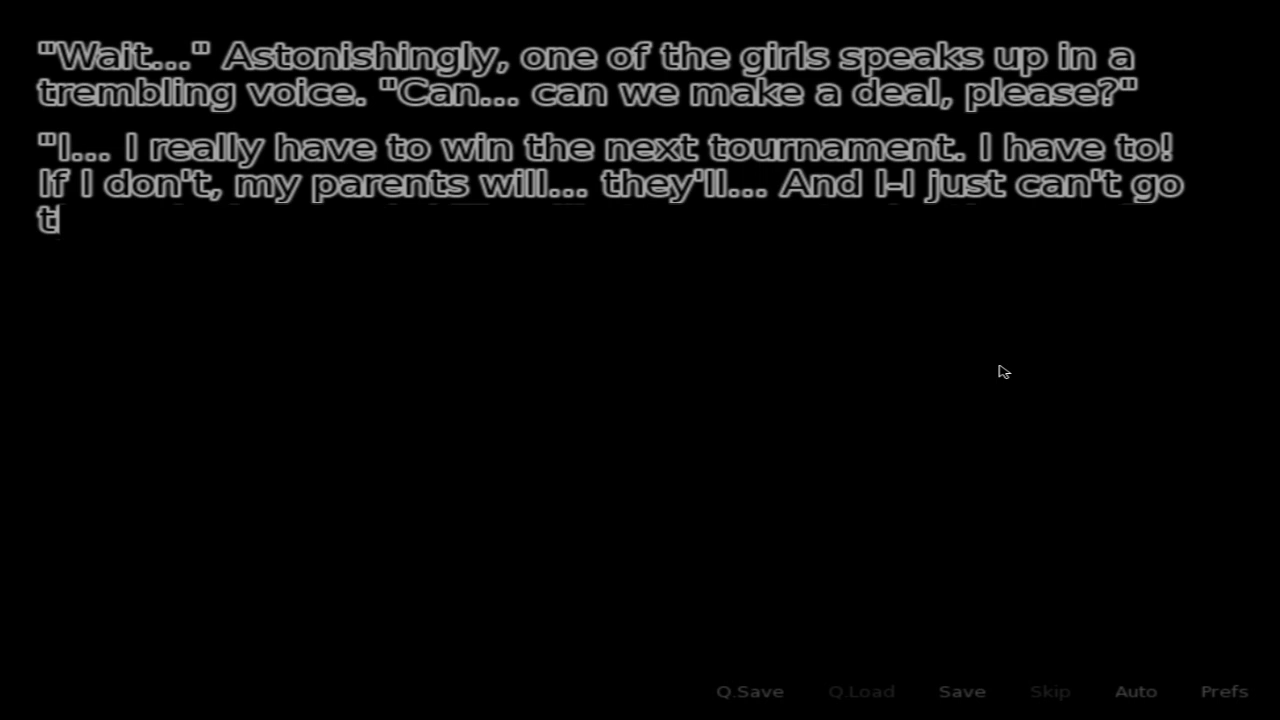 "Wait..." Astonishingly, one of the girls speaks up in a
trembling voice. "Can... can we make a deal, please?"
"I... I really have to win the next tournament. I have to!
If I don't, my parents will... they'll... And I-I just can't go
t
Q.Save Q.Load Save Skip Auto Prefs